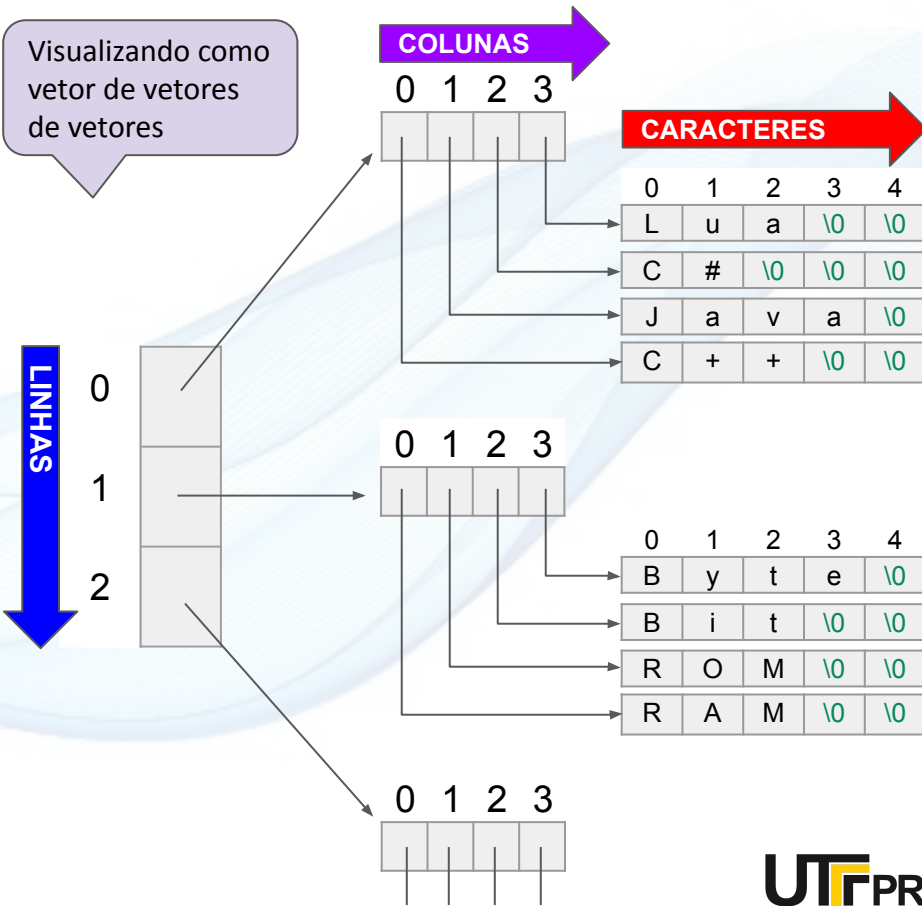 Visualizando como
vetor de vetores
de vetores
COLUNAS
0 1 2 3
CARACTERES
0 1 2 3 4
L u a \0 \0
C # \0 \0 \0
J a v a \0
C + + \0 \0
LINHAS
0
1
2
0 1 2 3
0 1 2 3 4
B y t e \0
B i t \0 \0
R O M \0 \0
R A M \0 \0
0 1 2 3
UTFPR